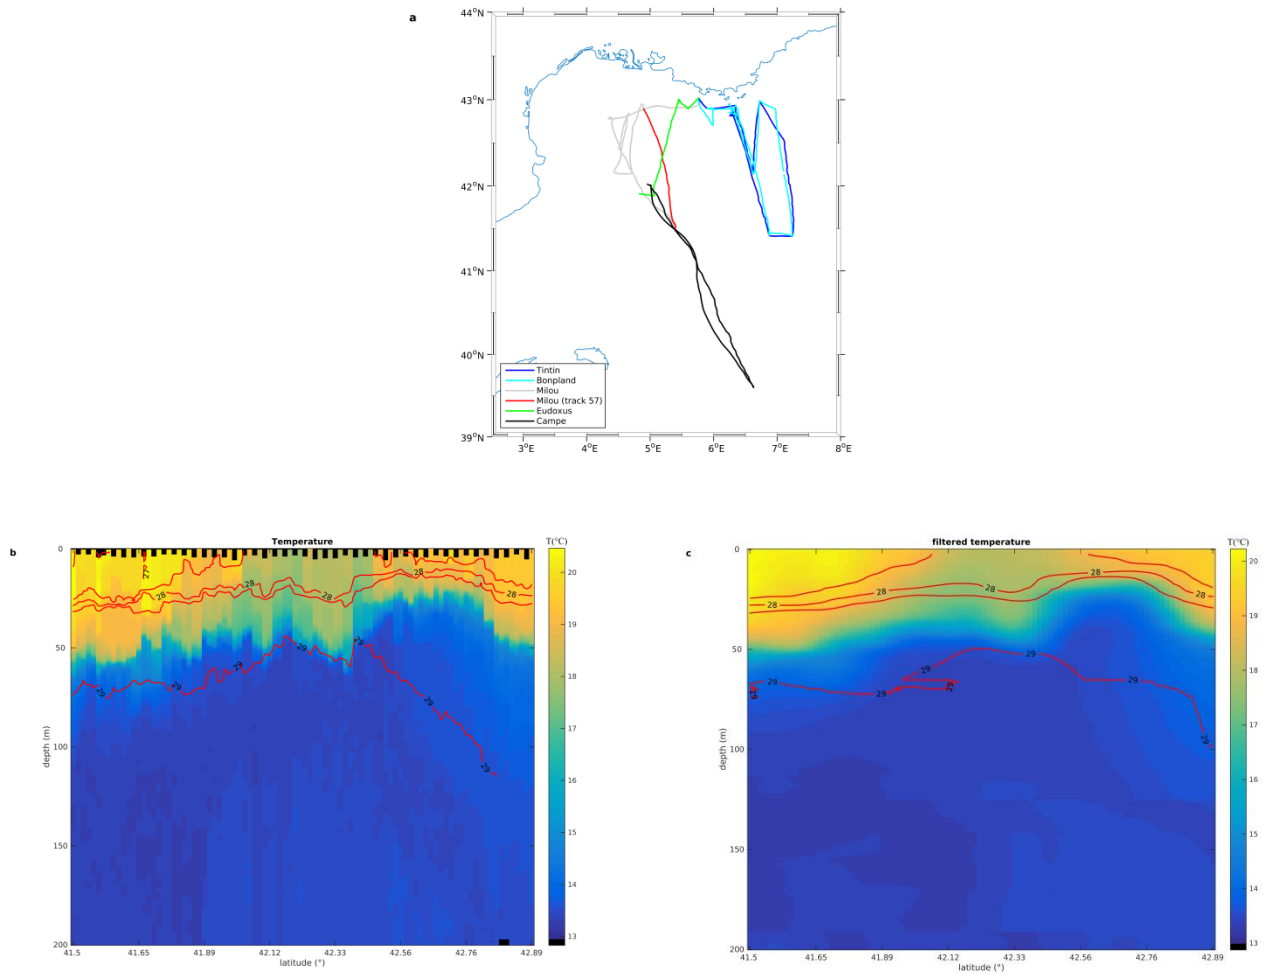 a
44°N
43°N
42°N
41°N
40°N
39°N
Tintin
Bonpland
Milou
Milou (track 57)
Eudoxus
Campe
3°E 4°E 5°E 6°E 7°E 8°E
b
Temperature
T(°C)
0
50
100
150
200
depth (m)
27
28
28
28
29
29
29
29
29
41.5 41.65 41.89 42.12 42.33 42.56 42.76 42.89
latitude (°)
20
19
18
17
16
15
14
13
c
filtered temperature
T(°C)
0
50
100
150
200
depth (m)
28
28
28
29
29
29
29
29
29
29
41.5 41.65 41.89 42.12 42.33 42.56 42.76 42.89
latitude (°)
20
19
18
17
16
15
14
13